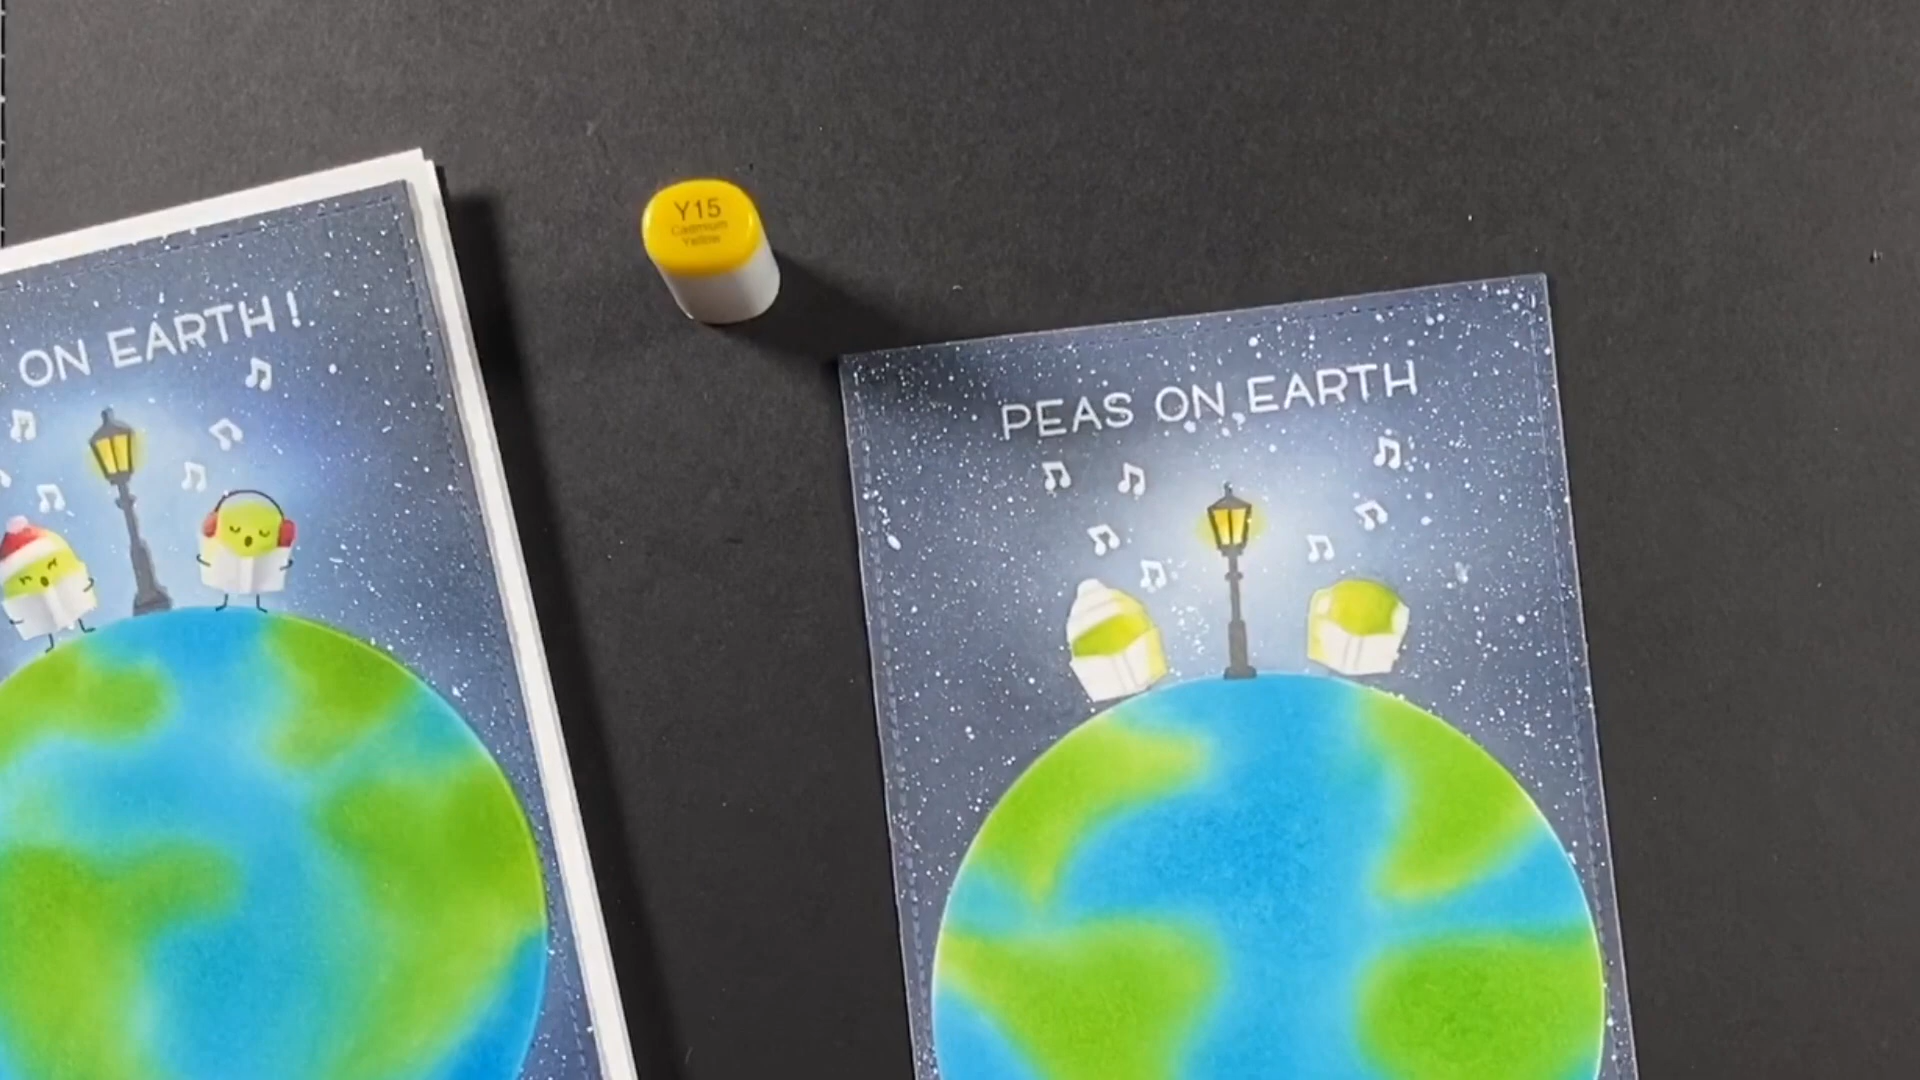 ON EARTH!
Y15
Cadmium
Yellow
PEAS ON EARTH